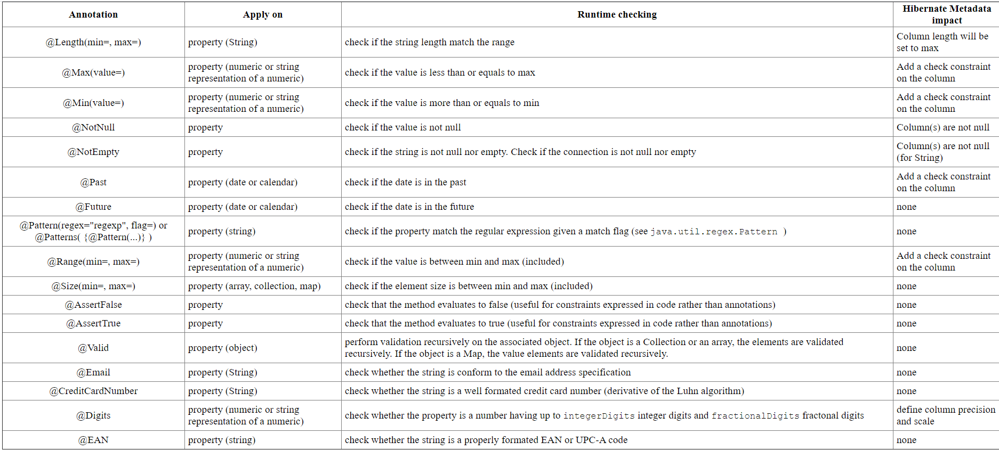 Annotation
Apply on
Runtime checking
Hibernate Metadata
impact
@Length(min=, max=)
property (String)
check if the string length match the range
Column length will be
set to max
@Max(value=)
property (numeric or string
representation of a numeric)
check if the value is less than or equals to max
Add a check constraint
on the column
@Min(value=)
property (numeric or string
representation of a numeric)
check if the value is more than or equals to min
Add a check constraint
on the column
@NotNull
property
check if the value is not null
Column(s) are not null
@NotEmpty
property
check if the string is not null nor empty. Check if the connection is not null nor empty
Column(s) are not null
(for String)
@Past
property (date or calendar)
check if the date is in the past
Add a check constraint
on the column
@Future
property (date or calendar)
check if the date is in the future
none
@Pattern(regex="regexp", flag=) or
@Patterns( {@Pattern(...)} )
property (string)
check if the property match the regular expression given a match flag (see java.util.regex.Pattern )
none
@Range(min=, max=)
property (numeric or string
representation of a numeric)
check if the value is between min and max (included)
Add a check constraint
on the column
@Size(min=, max=)
property (array, collection, map)
check if the element size is between min and max (included)
none
@AssertFalse
property
check that the method evaluates to false (useful for constraints expressed in code rather than annotations)
none
@AssertTrue
property
check that the method evaluates to true (useful for constraints expressed in code rather than annotations)
none
@Valid
property (object)
perform validation recursively on the associated object. If the object is a Collection or an array, the elements are validated
recursively. If the object is a Map, the value elements are validated recursively.
none
@Email
property (String)
check whether the string is conform to the email address specification
none
@CreditCardNumber
property (String)
check whether the string is a well formated credit card number (derivative of the Luhn algorithm)
none
@Digits
property (numeric or string
representation of a numeric)
check whether the property is a number having up to integerDigits integer digits and fractionalDigits fractonal digits
define column precision
and scale
@EAN
property (string)
check whether the string is a properly formated EAN or UPC-A code
none